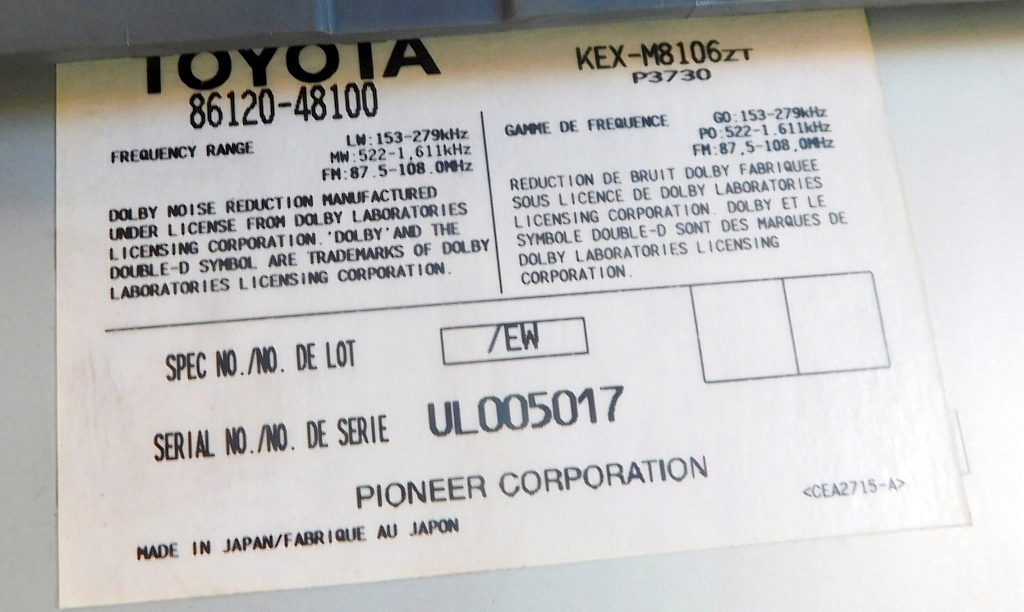 TOYOTA
86120-48100
KEX-M8106ZT
P3730
FREQUENCY RANGE
LW:153-279kHz
MW:522-1,611kHz
FM:87.5-108.0MHz
DOLBY NOISE REDUCTION MANUFACTURED
UNDER LICENSE FROM DOLBY LABORATORIES
LICENSING CORPORATION. 'DOLBY' AND THE
DOUBLE-D SYMBOL ARE TRADEMARKS OF DOLBY
LABORATORIES LICENSING CORPORATION.
GAMME DE FREQUENCE
GO:153-279kHz
PO:522-1.611kHz
FM:87,5-108,0MHz
REDUCTION DE BRUIT DOLBY FABRIQUEE
SOUS LICENCE DE DOLBY LABORATORIES
LICENSING CORPORATION. DOLBY ET LE
SYMBOLE DOUBLE-D SONT DES MARQUES DE
DOLBY LABORATORIES LICENSING
CORPORATION.
SPEC NO./NO. DE LOT /EW
SERIAL NO./NO. DE SERIE UL005017
PIONEER CORPORATION
<CEA2715-A>
MADE IN JAPAN/FABRIQUE AU JAPON